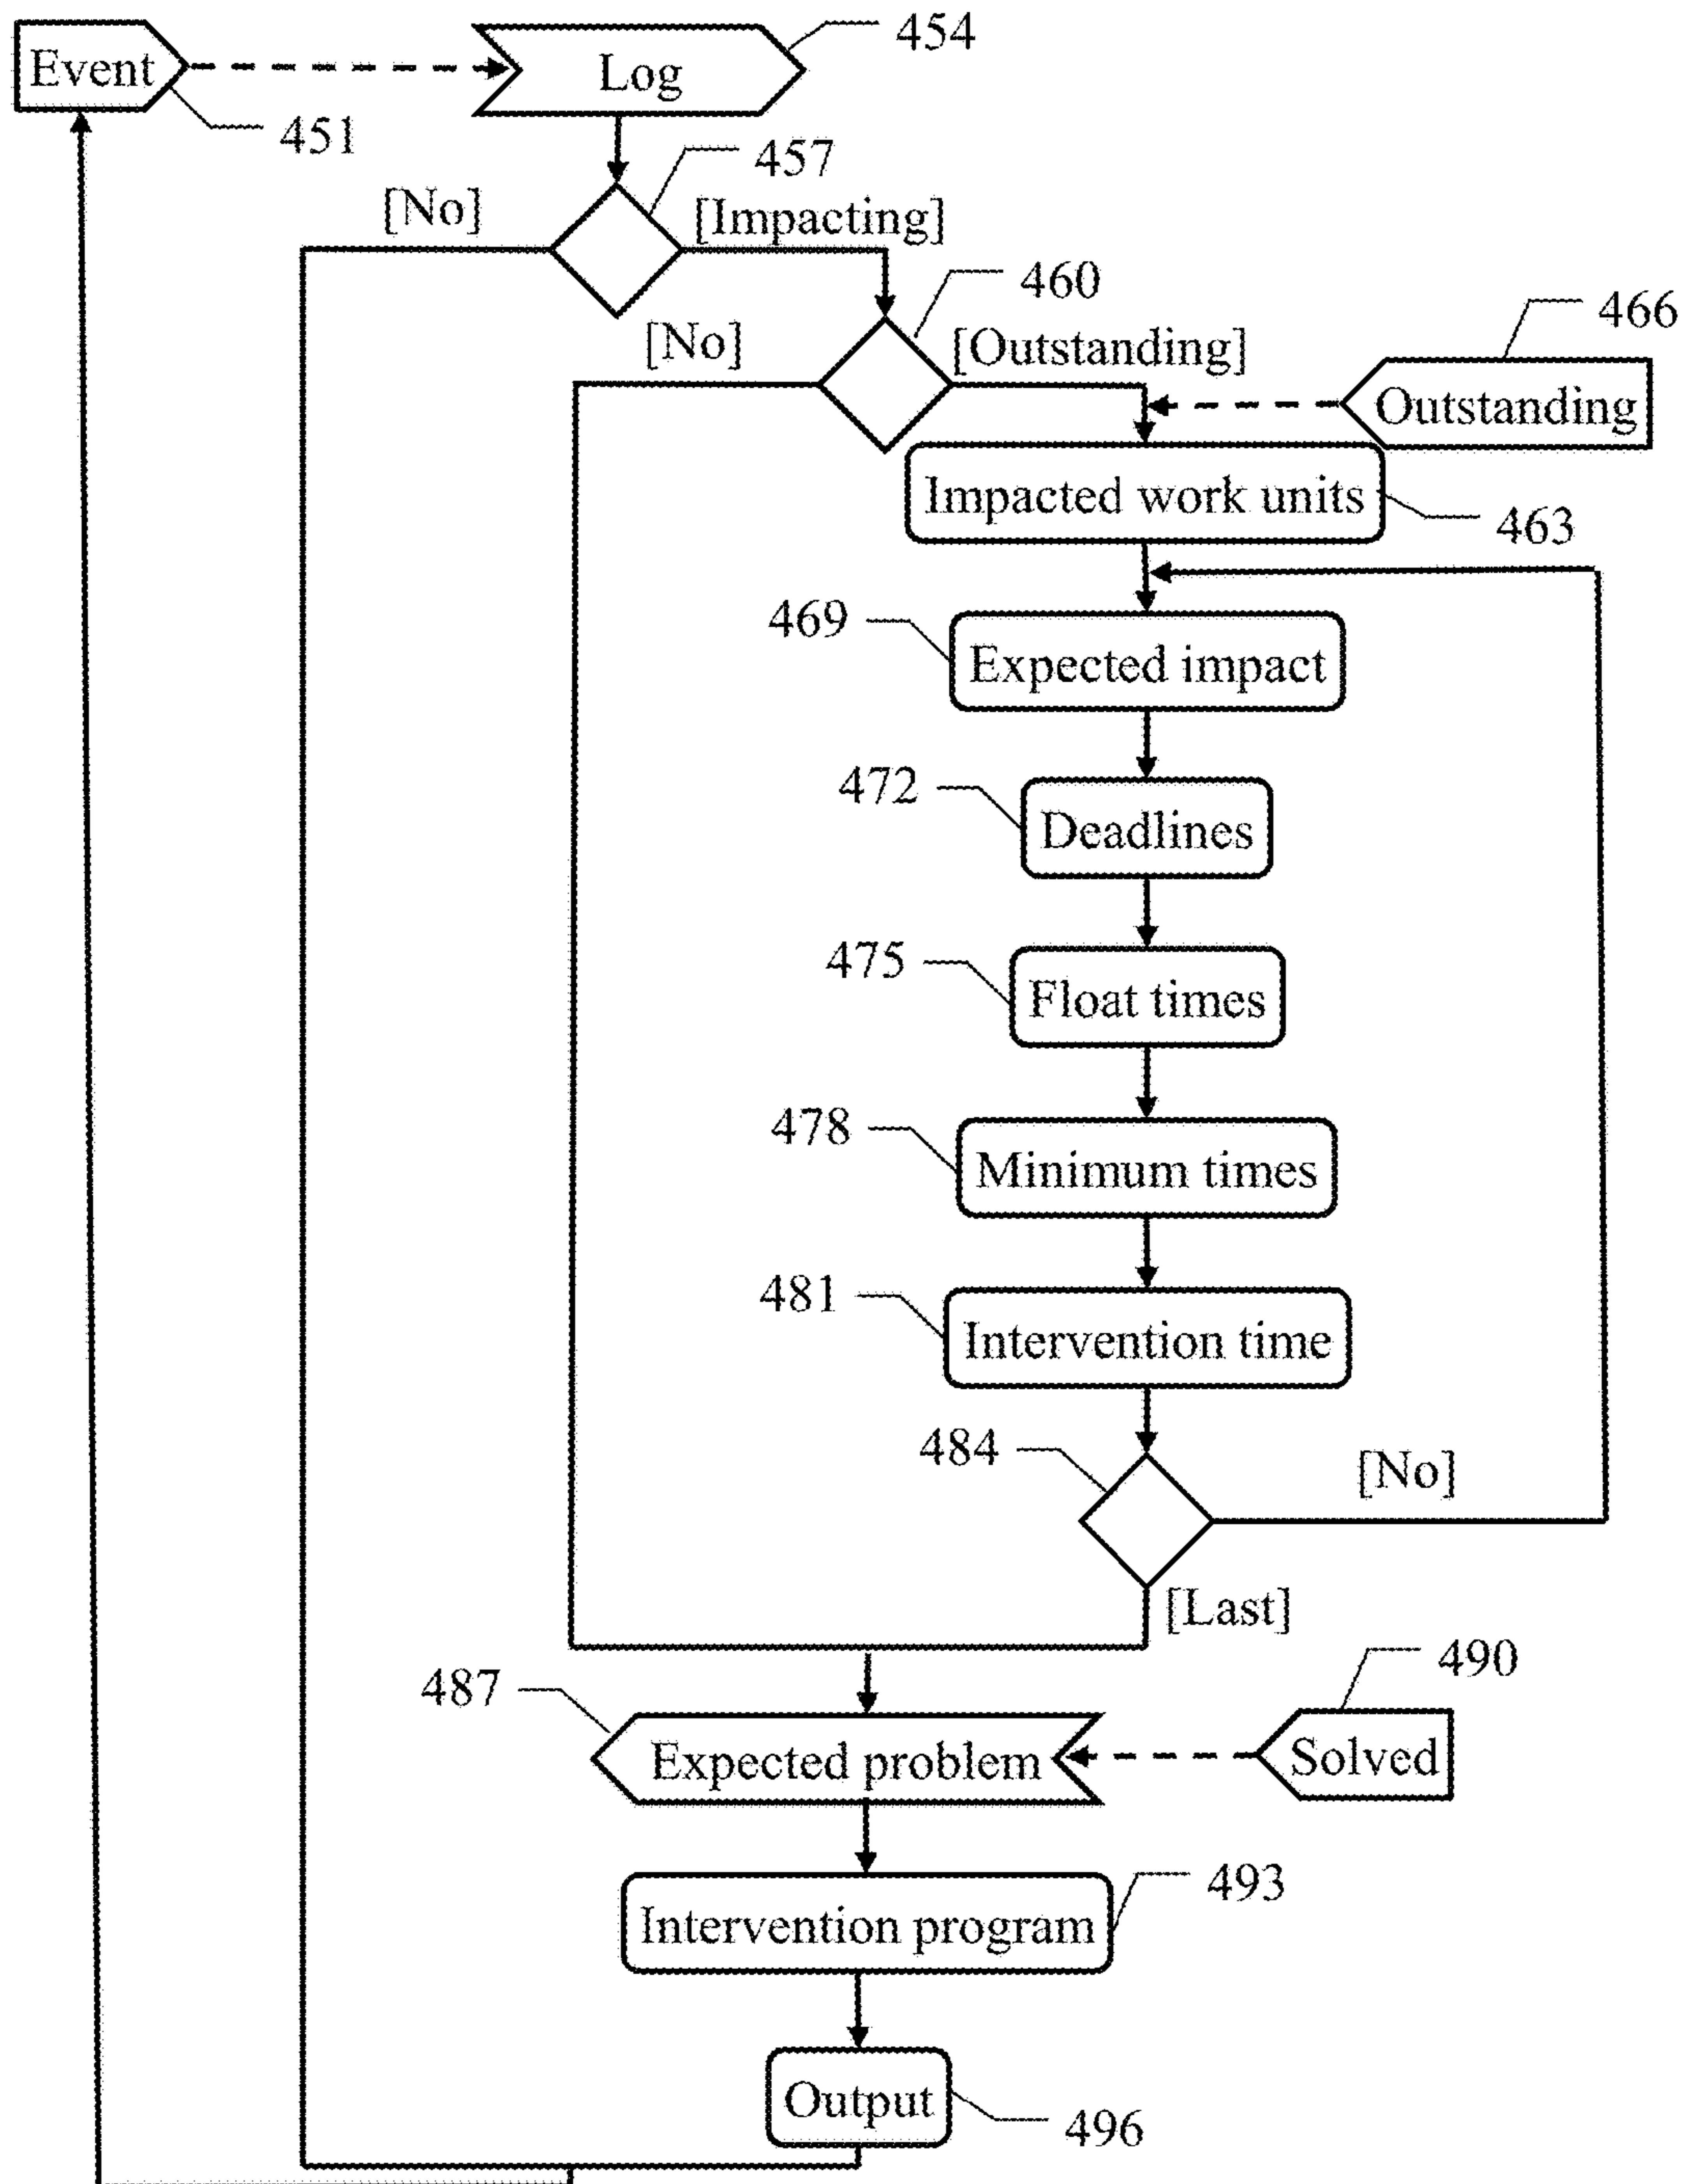 Event
Log
454
451
457
[No]
[Impacting]
460
466
[No]
[Outstanding]
Outstanding
Impacted work units
463
469
Expected impact
472
Deadlines
475
Float times
478
Minimum times
481
Intervention time
484
[No]
[Last]
490
487
Expected problem
Solved
493
Intervention program
Output
496